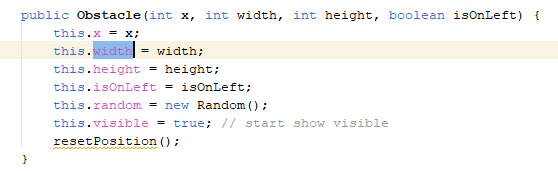 public Obstacle(int x, int width, int height, boolean isOnLeft) {
this.x = x;
this.width = width;
this.height = height;
this.isOnLeft = isOnLeft;
this.random = new Random();
this.visible = true; // start show visible
resetPosition();
}